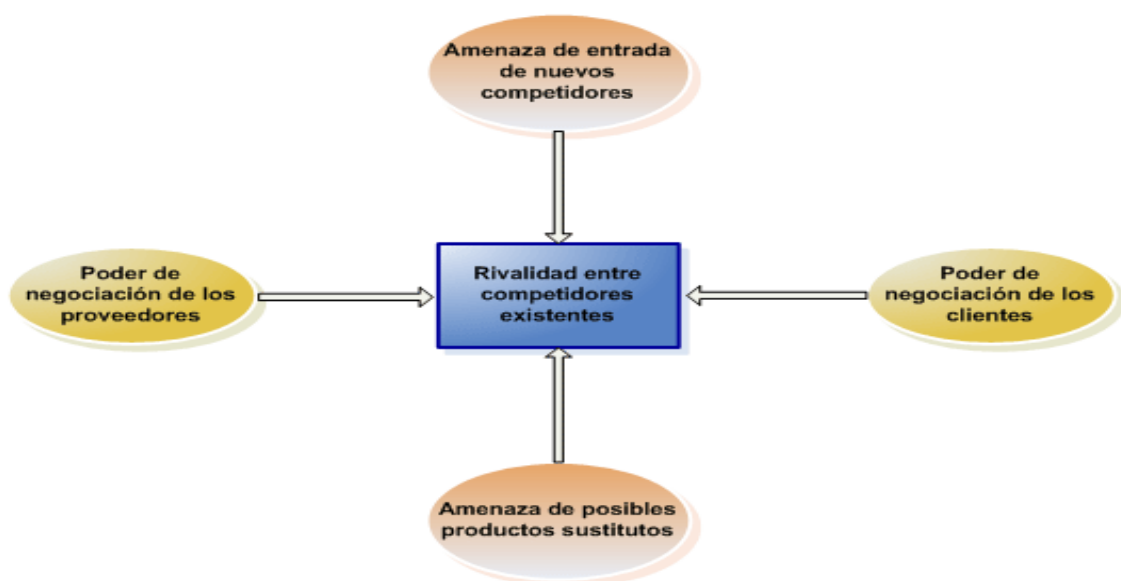 Amenaza de entrada
de nuevos
competidores
Poder de
negociación de los
proveedores
Rivalidad entre
competidores
existentes
Poder de
negociación de los
clientes
Amenaza de posibles
productos sustitutos